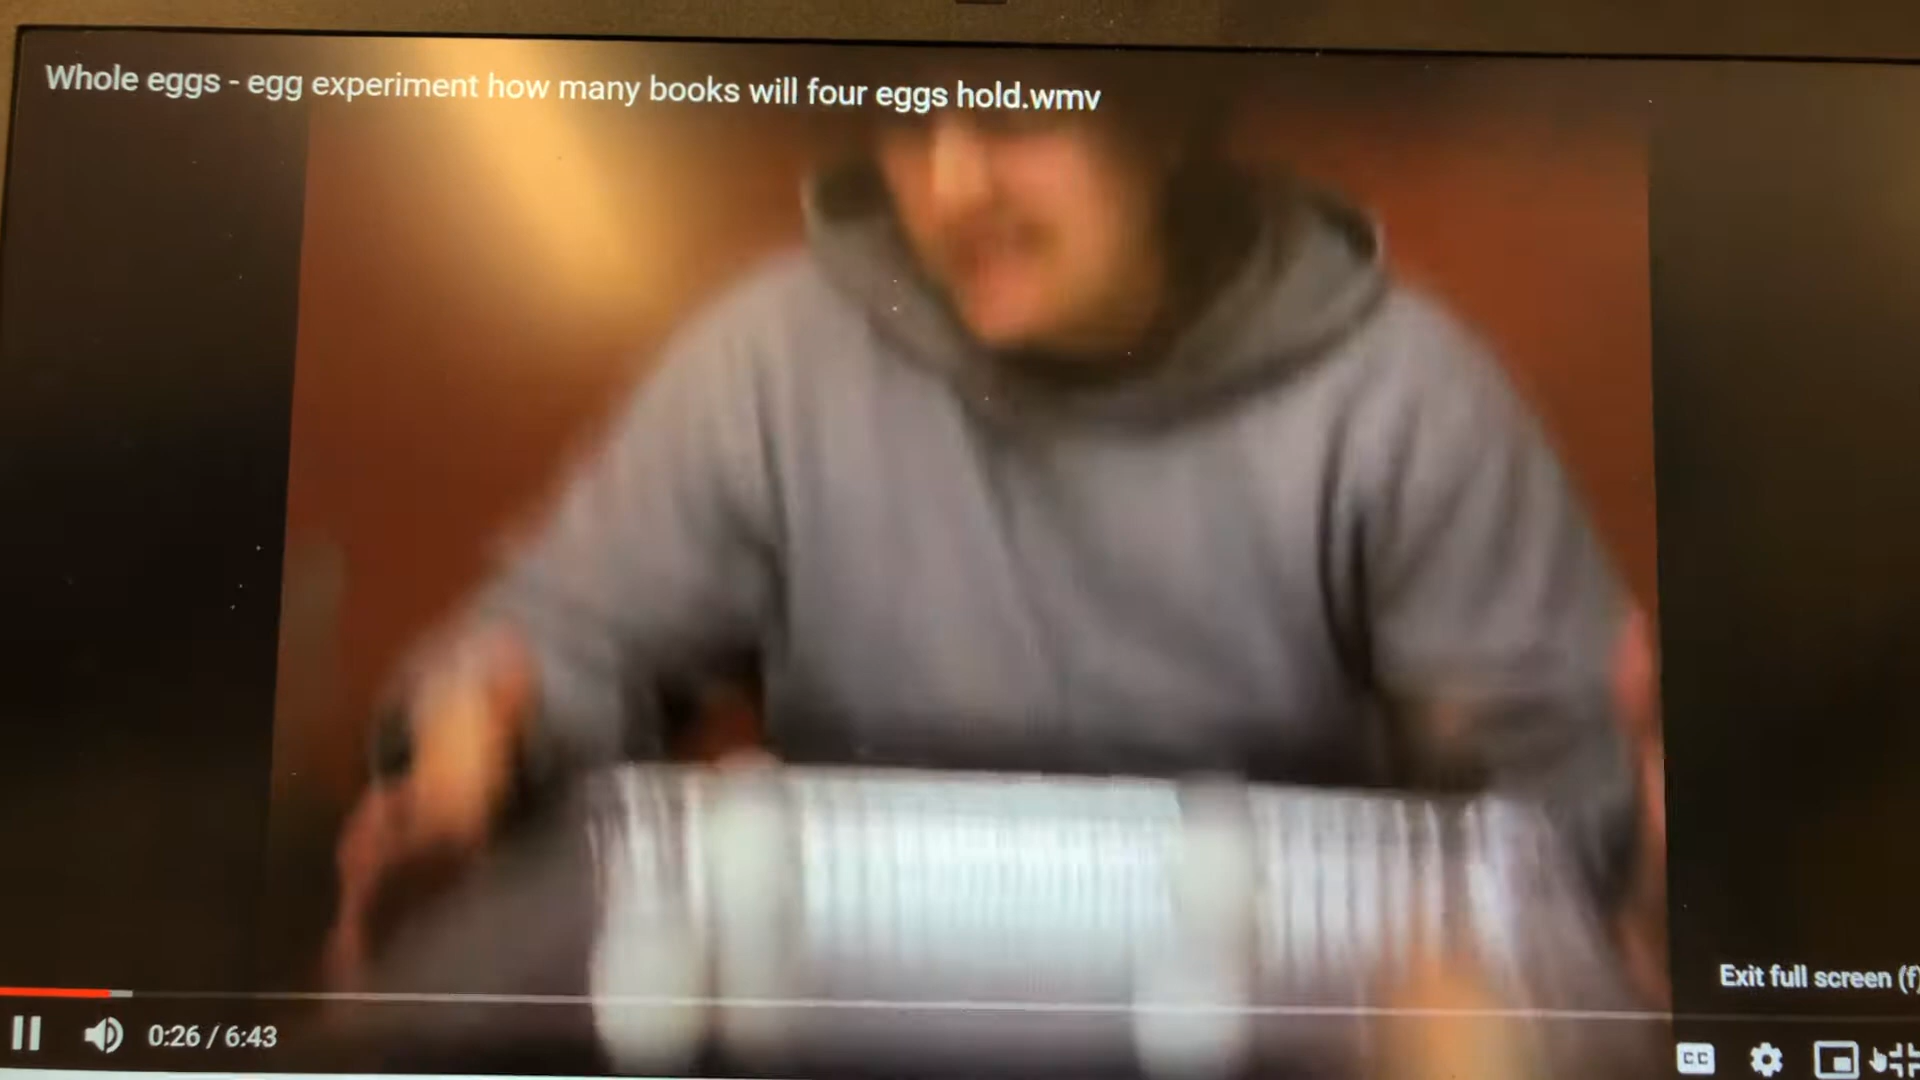 Whole eggs - egg experiment how many books will four eggs hold.wmv
Exit full screen (f)
0:26 / 6:43
CC